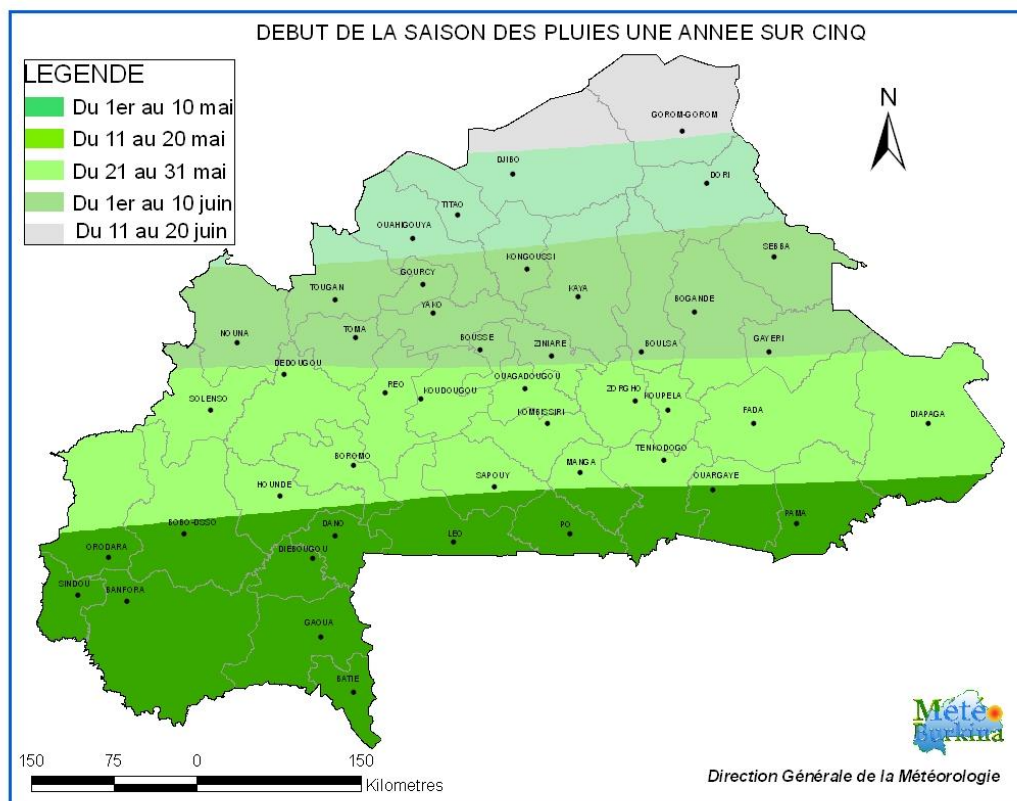 DEBUT DE LA SAISON DES PLUIES UNE ANNEE SUR CINQ
LEGENDE
Du 1er au 10 mai
Du 11 au 20 mai
Du 21 au 31 mai
Du 1er au 10 juin
Du 11 au 20 juin
N
GOROM-GOROM
DJIBO
DORI
TITAO
OUAHIGOUYA
SEBBA
KONGOUSSI
GOURCY
TOUGAN
KAYA
BOGANDE
YAKO
NOUNA
TOMA
BOUSSE
ZINIARE
BOULSA
GAYERI
DEDOUGOU
REO
KOUDOUGOU
OUAGADOUGOU
ZORGHO
KOUPELA
SOLENSO
KOMBISSIRI
FADA
DIAPAGA
BOROMO
MANGA
TENKODOGO
HOUNDE
SAPOUY
OUARGAYE
BOBO-DSSO
DANO
LEO
PO
PAMA
ORODARA
DIEBOUGOU
SINDOU
BANFORA
GAOUA
BATIE
150 75 0 150
Kilometres
Météo
Burkina
Direction Générale de la Météorologie